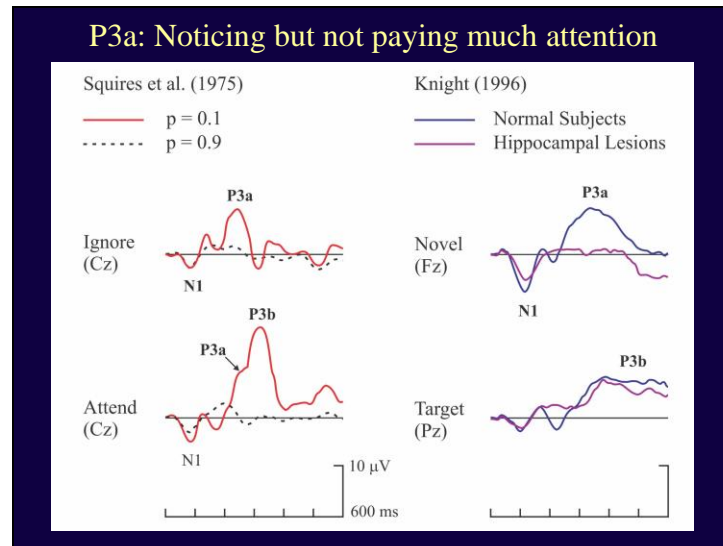 P3a: Noticing but not paying much attention
Squires et al. (1975)
p = 0.1
p = 0.9
P3a
Ignore
(Cz)
N1
P3b
P3a
Attend
(Cz)
N1
10 μV
600 ms
Knight (1996)
Normal Subjects
Hippocampal Lesions
P3a
Novel
(Fz)
N1
P3b
Target
(Pz)